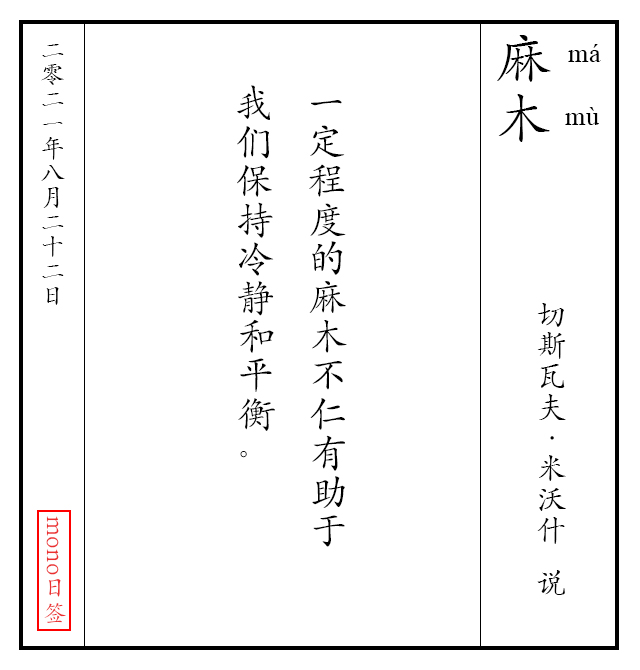 麻木
má
mù
切斯瓦夫·米沃什 说
一定程度的麻木不仁有助于
我们保持冷静和平衡。
二零二一年八月二十二日
mono日签